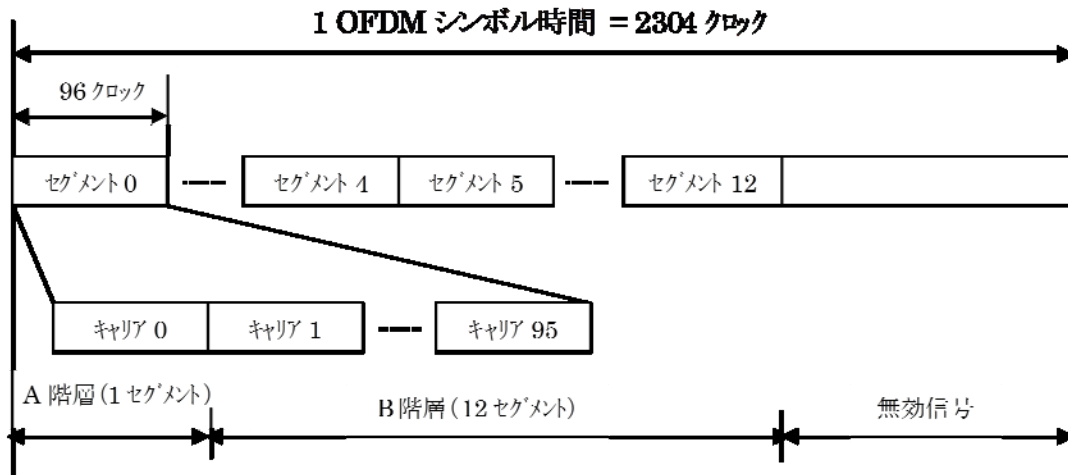 1 OFDM シンボル時間 = 2304 クロック
96 クロック
セグメント 0
セグメント 4
セグメント 5
セグメント 12
キャリア 0
キャリア 1
キャリア 95
A 階層 (1 セグメント)
B 階層 (12 セグメント)
無効信号